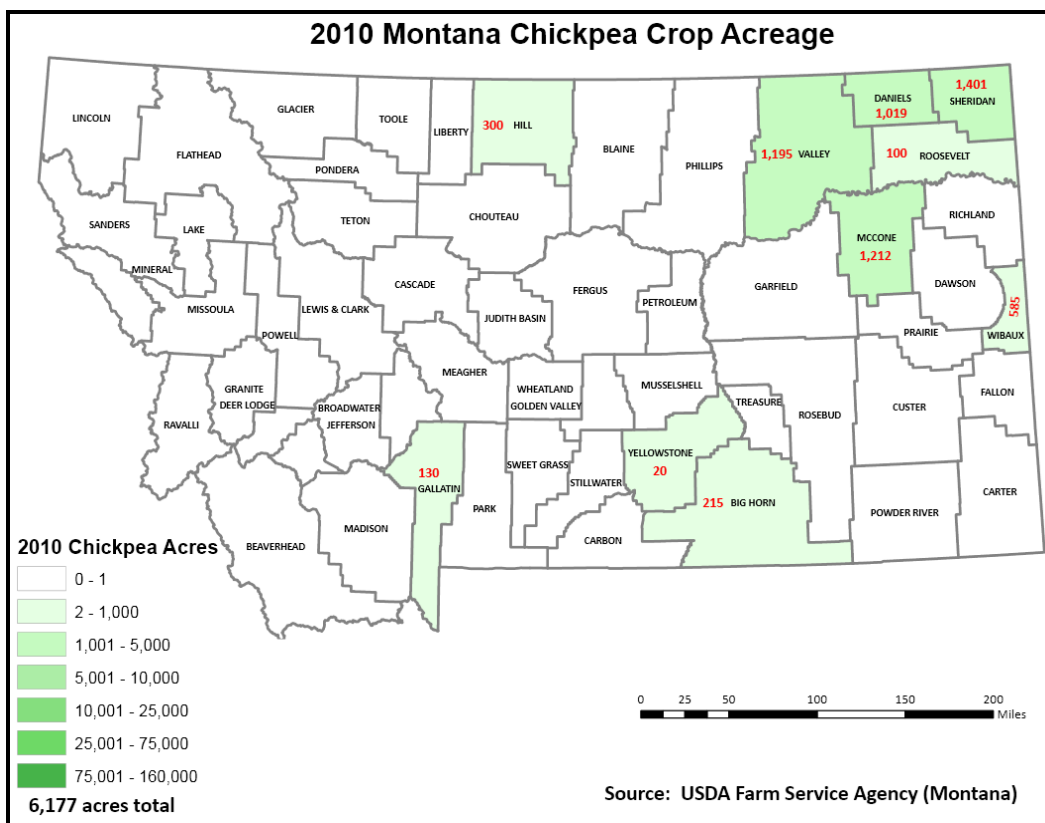 2010 Montana Chickpea Crop Acreage
LINCOLN
GLACIER
TOOLE
LIBERTY
300 HILL
BLAINE
PHILLIPS
1,195 VALLEY
DANIELS
1,019
1,401
SHERIDAN
100 ROOSEVELT
FLATHEAD
PONDERA
TETON
CHOUTEAU
RICHLAND
SANDERS
LAKE
MCCONE
1,212
MINERAL
MISSOULA
POWELL
LEWIS & CLARK
CASCADE
JUDITH BASIN
FERGUS
PETROLEUM
GARFIELD
DAWSON
PRAIRIE
585
WIBAUX
RAVALLI
GRANITE
DEER LODGE
BROADWATER
JEFFERSON
MEAGHER
WHEATLAND
GOLDEN VALLEY
MUSSELSHELL
TREASURE
ROSEBUD
CUSTER
FALLON
130
GALLATIN
PARK
SWEET GRASS
STILLWATER
YELLOWSTONE
20
215 BIG HORN
CARBON
POWDER RIVER
CARTER
MADISON
BEAVERHEAD
2010 Chickpea Acres
0 - 1
2 - 1,000
1,001 - 5,000
5,001 - 10,000
10,001 - 25,000
25,001 - 75,000
75,001 - 160,000
6,177 acres total
0 25 50 100 150 200
Miles
Source: USDA Farm Service Agency (Montana)